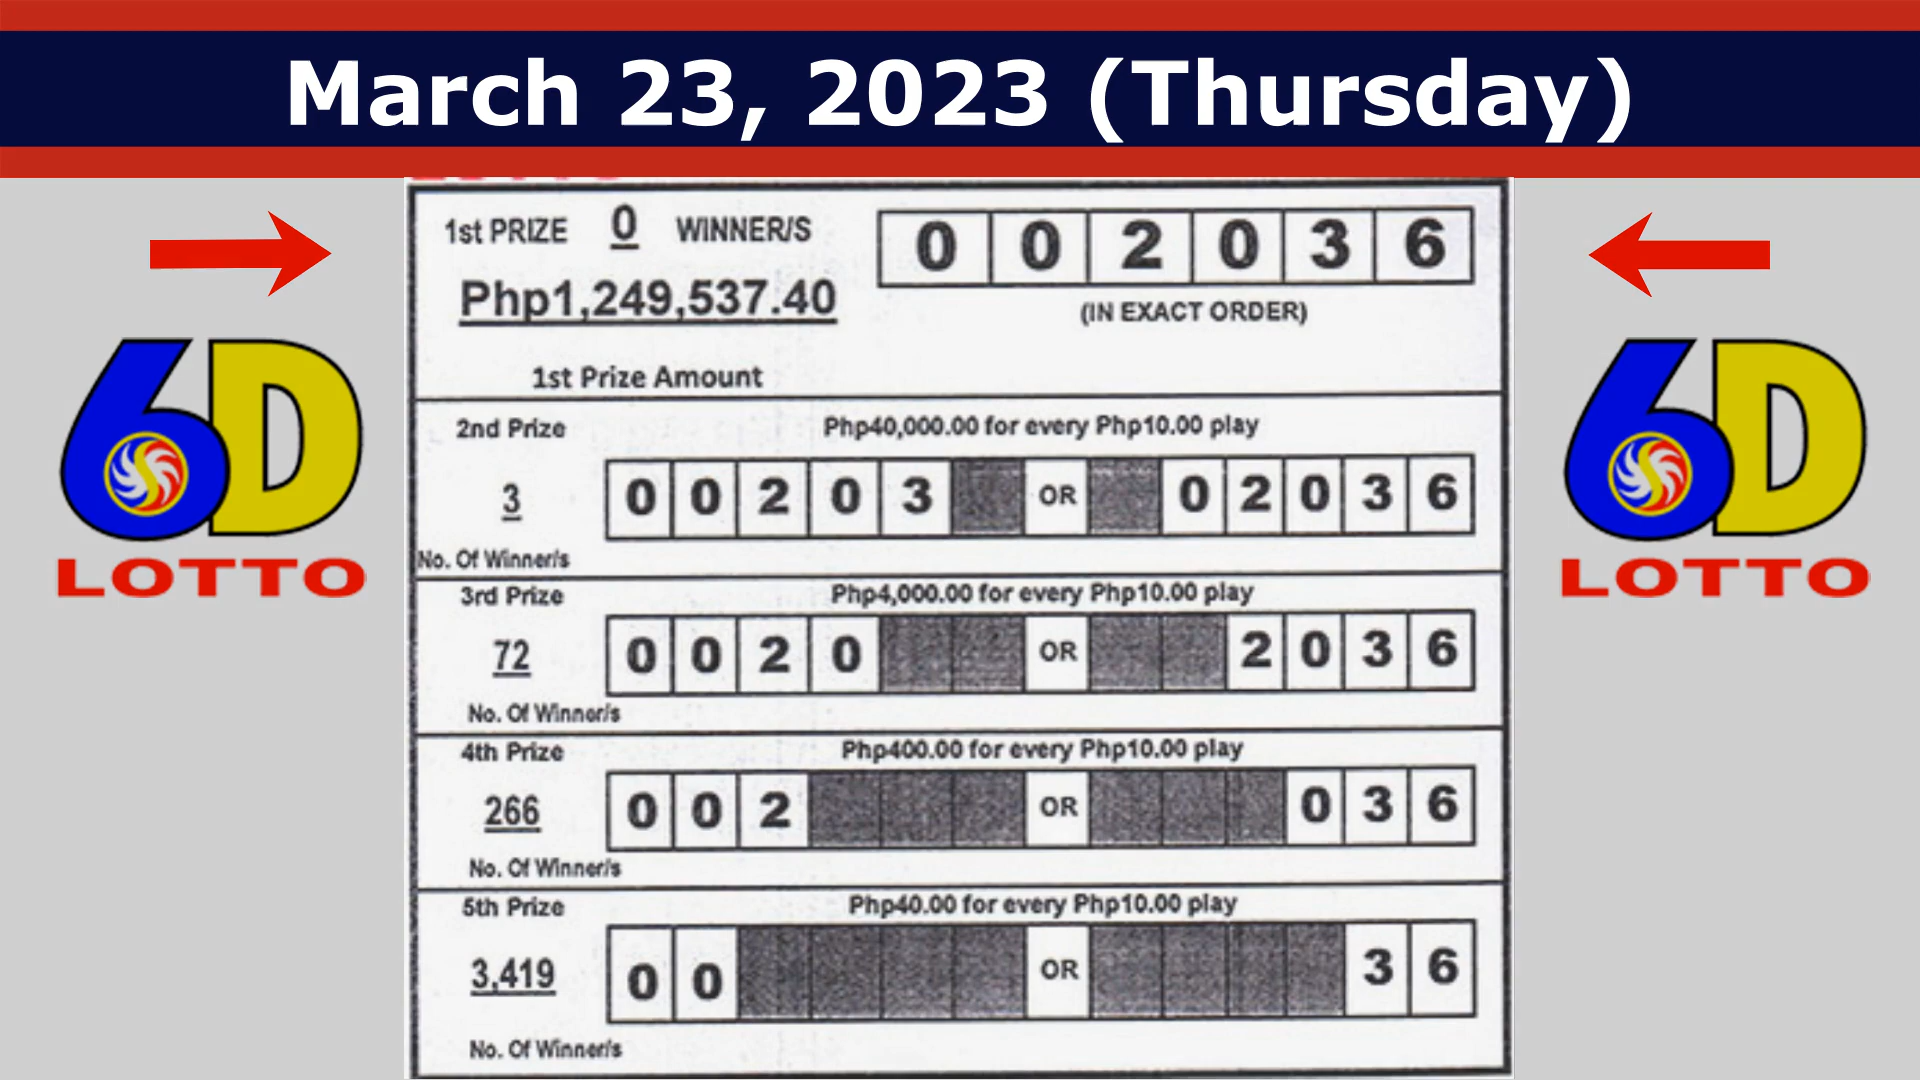 March 23, 2023 (Thursday)
1st PRIZE 0 WINNER/S
0 0 2 0 3 6
Php1,249,537.40
(IN EXACT ORDER)
1st Prize Amount
2nd Prize
Php40,000.00 for every Php10.00 play
3
0 0 2 0 3 OR 0 2 0 3 6
No. Of Winner/s
3rd Prize
Php4,000.00 for every Php10.00 play
72
0 0 2 0 OR 2 0 3 6
No. Of Winner/s
4th Prize
Php400.00 for every Php10.00 play
266
0 0 2 OR 0 3 6
No. Of Winner/s
5th Prize
Php40.00 for every Php10.00 play
3,419
0 0 OR 3 6
No. Of Winner/s
6D
LOTTO
6D
LOTTO